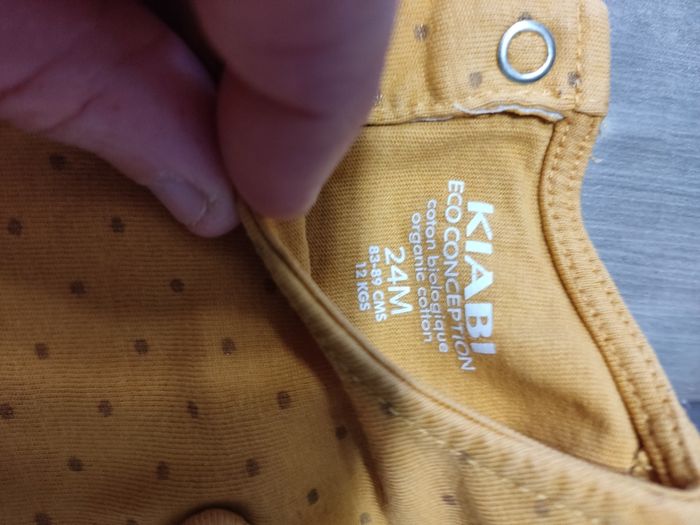 KIABI
ECO CONCEPTION
coton biologique
organic cotton
24M
83-89 CMS
12 KGS